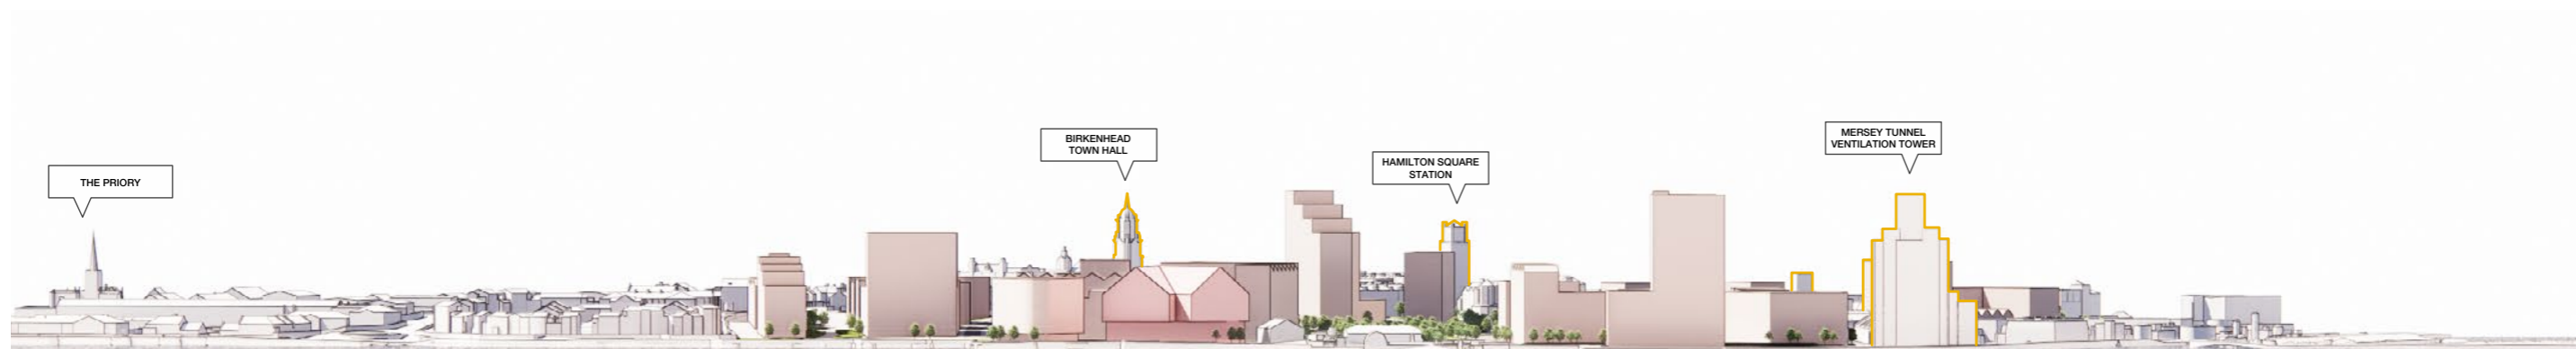 THE PRIORY
BIRKENHEAD
TOWN HALL
HAMILTON SQUARE
STATION
MERSEY TUNNEL
VENTILATION TOWER